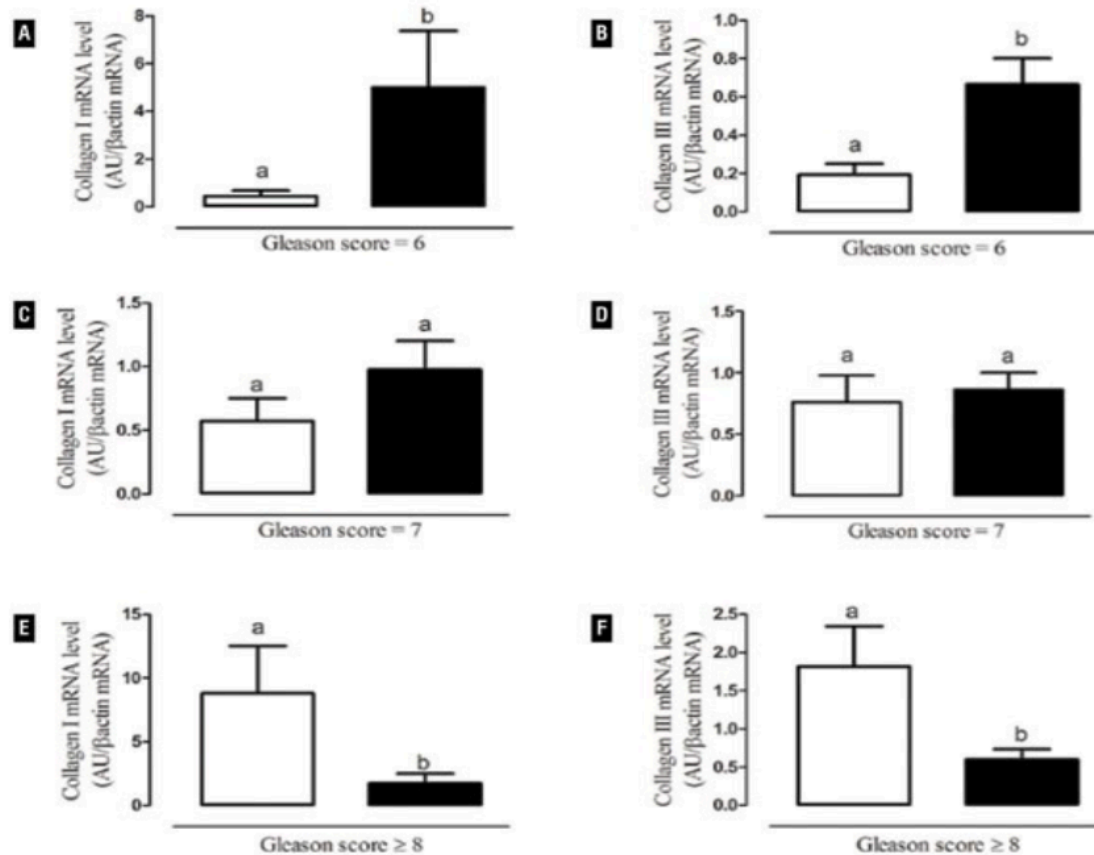 A
Collagen I mRNA level
(AU/βactin mRNA)
8
6
4
2
0
a
b
Gleason score = 6
B
Collagen III mRNA level
(AU/βactin mRNA)
1.0
0.8
0.6
0.4
0.2
0.0
a
b
Gleason score = 6
C
Collagen I mRNA level
(AU/βactin mRNA)
1.5
1.0
0.5
0.0
a
a
Gleason score = 7
D
Collagen III mRNA level
(AU/βactin mRNA)
1.5
1.0
0.5
0.0
a
a
Gleason score = 7
E
Collagen I mRNA level
(AU/βactin mRNA)
15
10
5
0
a
b
Gleason score ≥ 8
F
Collagen III mRNA level
(AU/βactin mRNA)
2.5
2.0
1.5
1.0
0.5
0.0
a
b
Gleason score ≥ 8